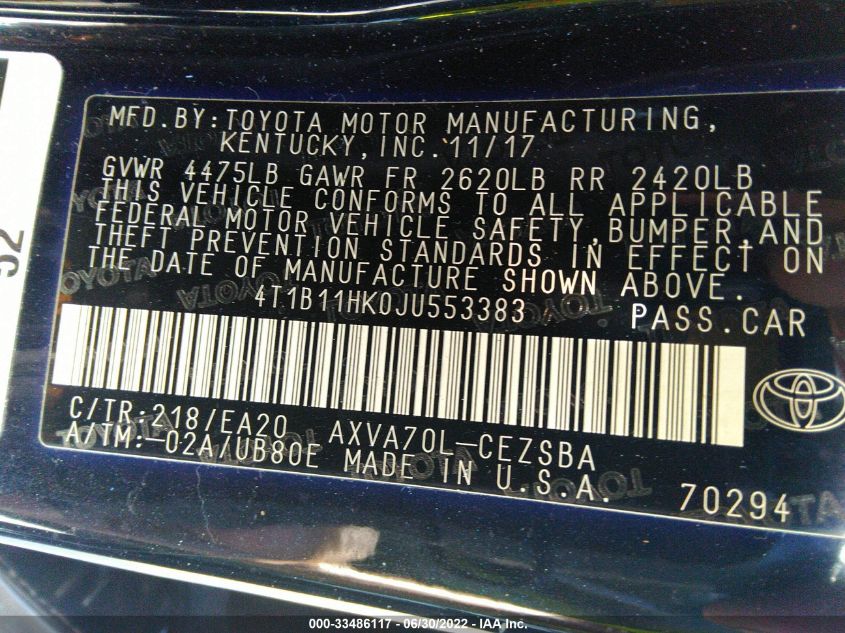 MFD.BY:TOYOTA MOTOR MANUFACTURING,
KENTUCKY,INC. 11/17
GVWR 4475LB GAWR FR 2620LB RR 2420LB
THIS VEHICLE CONFORMS TO ALL APPLICABLE
FEDERAL MOTOR VEHICLE SAFETY,BUMPER,AND
THEFT PREVENTION STANDARDS IN EFFECT ON
THE DATE OF MANUFACTURE SHOWN ABOVE.
4T1B11HK0JU553383 PASS.CAR
C/TR:218/EA20 AXVA70L-CEZSBA
A/TM:-02A/UB80E MADE IN U.S.A.
70294
52
000-33486117 - 06/30/2022 - IAA Inc.